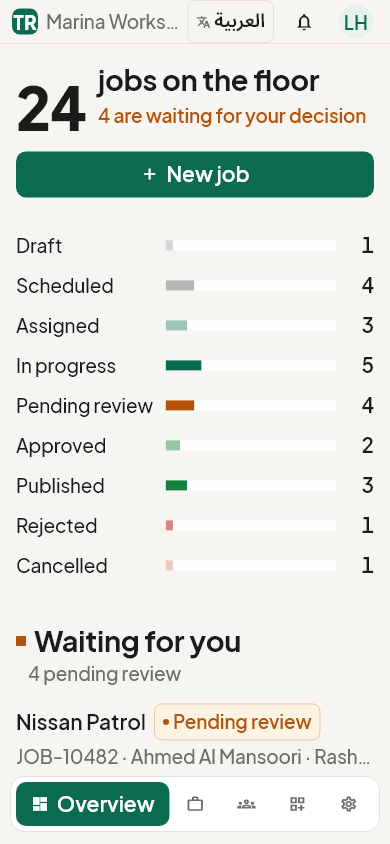 TR Marina Works... العربية LH
24 jobs on the floor
4 are waiting for your decision
+ New job
Draft 1
Scheduled 4
Assigned 3
In progress 5
Pending review 4
Approved 2
Published 3
Rejected 1
Cancelled 1
Waiting for you
4 pending review
Nissan Patrol • Pending review
JOB-10482 · Ahmed Al Mansoori · Rash...
Overview